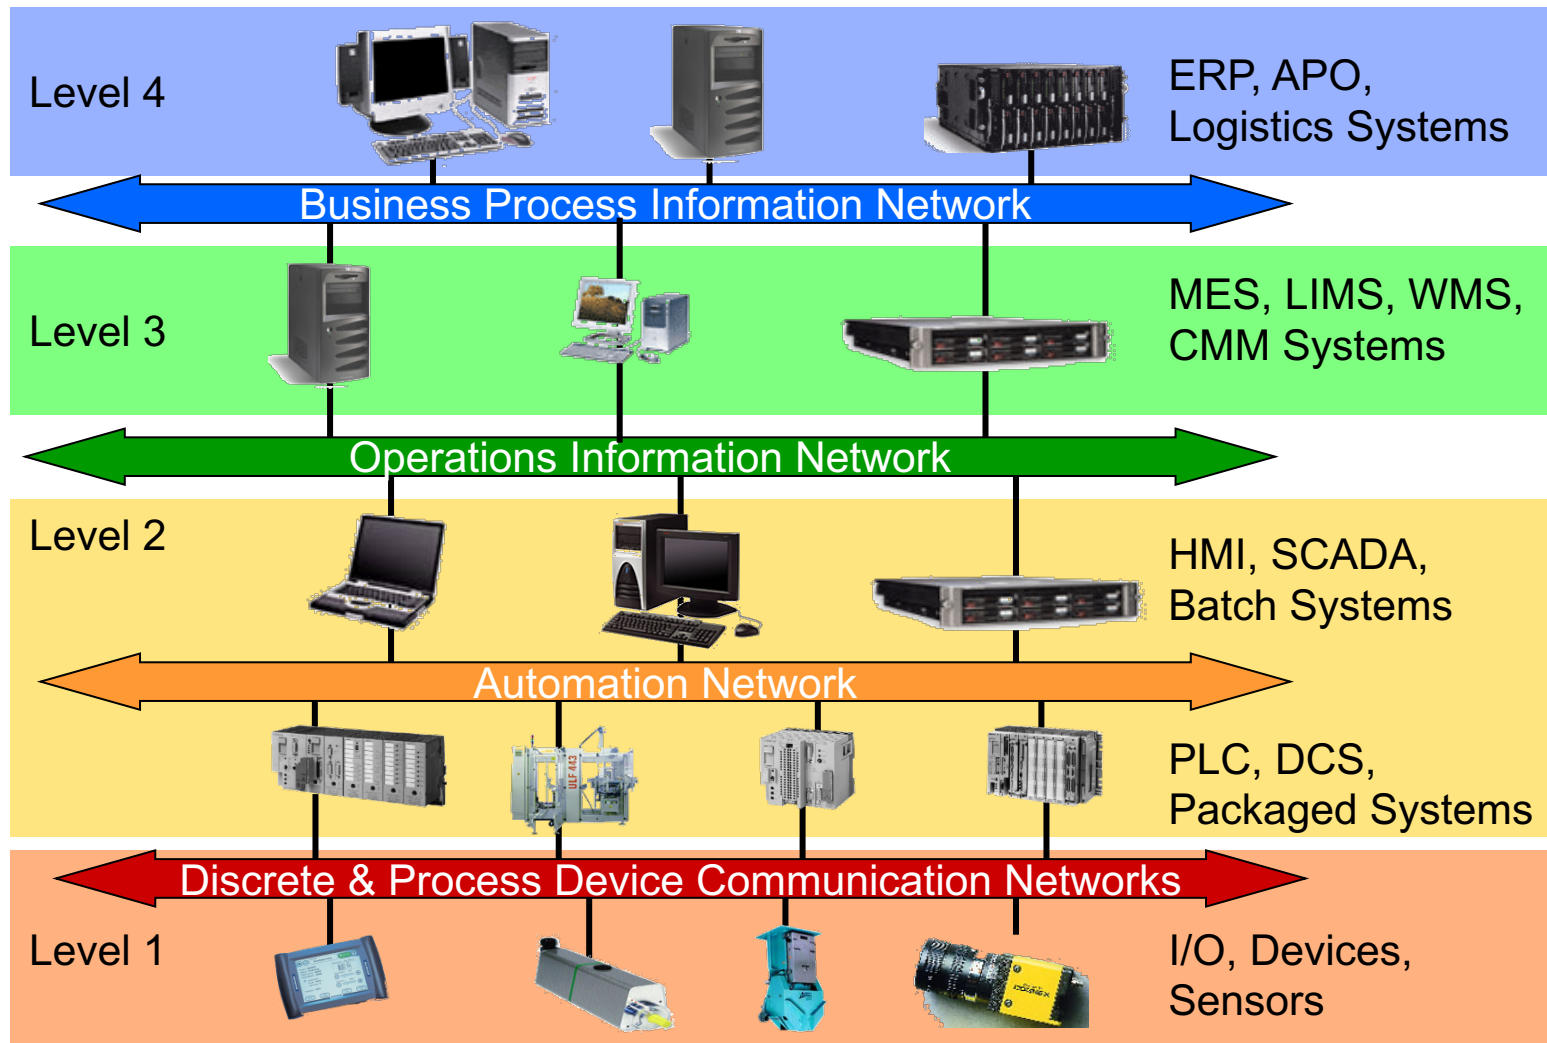 Level 4
ERP, APO,
Logistics Systems
Business Process Information Network
Level 3
MES, LIMS, WMS,
CMM Systems
Operations Information Network
Level 2
HMI, SCADA,
Batch Systems
Automation Network
ULF 443
PLC, DCS,
Packaged Systems
Discrete & Process Device Communication Networks
Level 1
I/O, Devices,
Sensors